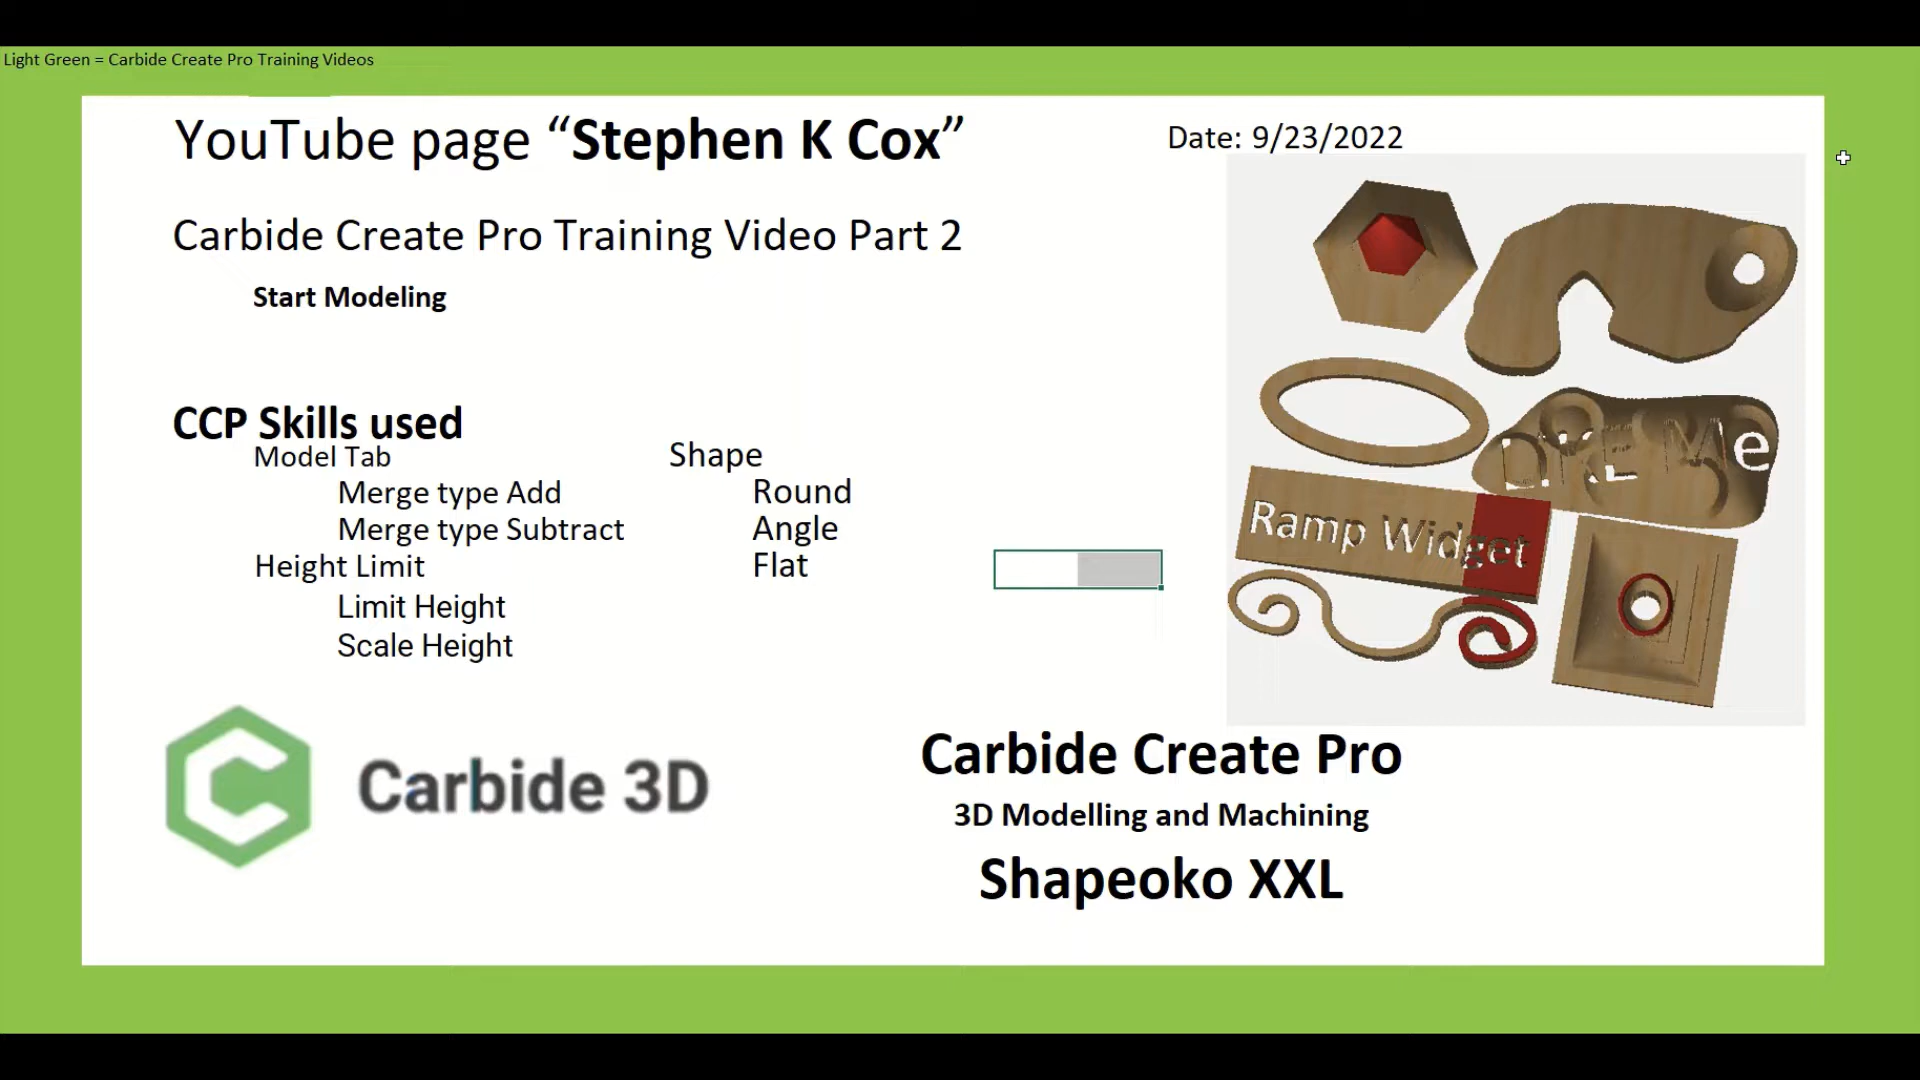 Light Green = Carbide Create Pro Training Videos
YouTube page “Stephen K Cox”
Date: 9/23/2022
Carbide Create Pro Training Video Part 2
Start Modeling
CCP Skills used
Model Tab
Merge type Add
Merge type Subtract
Height Limit
Limit Height
Scale Height
Shape
Round
Angle
Flat
Ramp Widget
Carbide 3D
Carbide Create Pro
3D Modelling and Machining
Shapeoko XXL